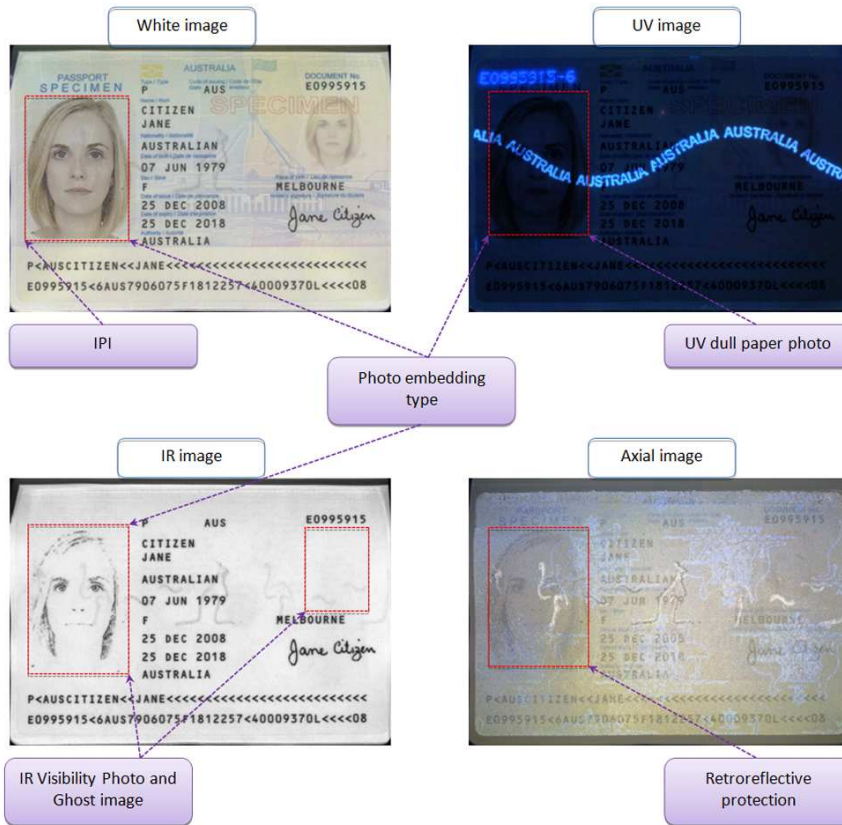 White image
AUSTRALIA
PASSPORT
SPECIMEN
DOCUMENT No.
P AUS E0995915
SPECIMEN
CITIZEN
JANE
AUSTRALIAN
07 JUN 1979
F MELBOURNE
25 DEC 2008
25 DEC 2018
Jane Citizen
AUSTRALIA
P<AUSCITIZEN<<JANE<<<<<<<<<<<<<<<<<<<<<<<<<<
E0995915<6AUS7906075F1812257<40009370L<<<<08
UV image
E0995915-6
P AUS E0995915
CITIZEN
JANE
AUSTRALIA AUSTRALIA AUSTRALIA AUSTRALIA
AUSTRALIAN
07 JUN 1979
F MELBOURNE
25 DEC 2008
25 DEC 2018
Jane Citizen
AUSTRALIA
P<AUSCITIZEN<<JANE<<<<<<<<<<<<<<<<<<<<<<<<<<
E0995915<6AUS7906075F1812257<40009370L<<<<08
IPI
Photo embedding
type
UV dull paper photo
IR image
P AUS E0995915
CITIZEN
JANE
AUSTRALIAN
07 JUN 1979
F MELBOURNE
25 DEC 2008
25 DEC 2018
Jane Citizen
AUSTRALIA
P<AUSCITIZEN<<JANE<<<<<<<<<<<<<<<<<<<<<<<<<<
E0995915<6AUS7906075F1812257<40009370L<<<<08
Axial image
PASSPORT
SPECIMEN
P AUS E0995915
CITIZEN
JANE
AUSTRALIAN
07 JUN 1979
F MELBOURNE
25 DEC 2008
25 DEC 2018
Jane Citizen
AUSTRALIA
P<AUSCITIZEN<<JANE<<<<<<<<<<<<<<<<<<<<<<<<<<
E0995915<6AUS7906075F1812257<40009370L<<<<08
IR Visibility Photo and
Ghost image
Retroreflective
protection